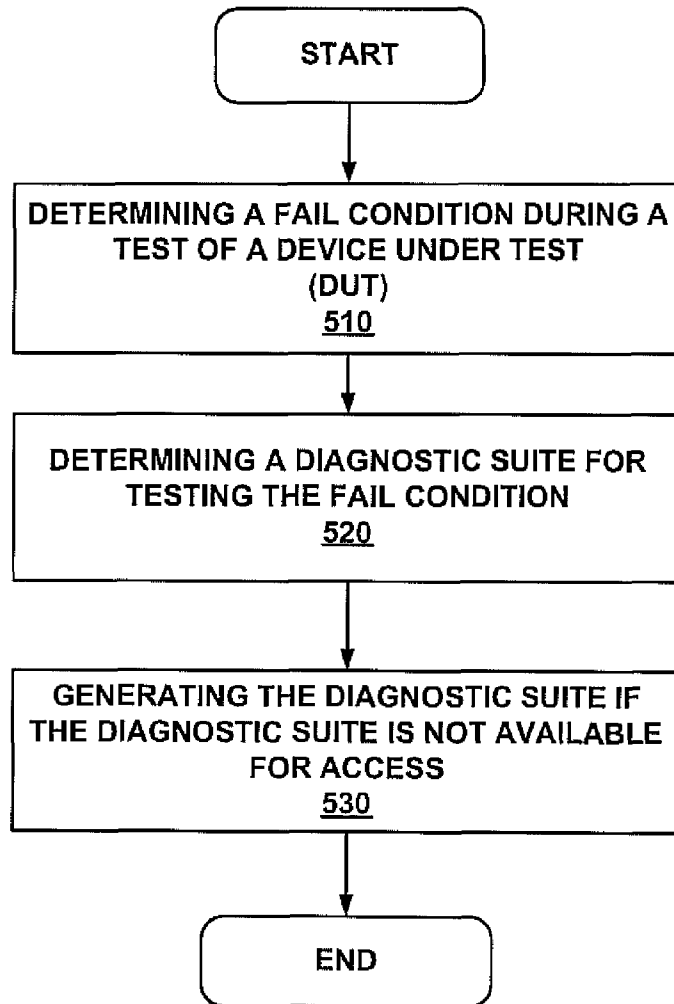 START
DETERMINING A FAIL CONDITION DURING A
TEST OF A DEVICE UNDER TEST
(DUT)
510
DETERMINING A DIAGNOSTIC SUITE FOR
TESTING THE FAIL CONDITION
520
GENERATING THE DIAGNOSTIC SUITE IF
THE DIAGNOSTIC SUITE IS NOT AVAILABLE
FOR ACCESS
530
END